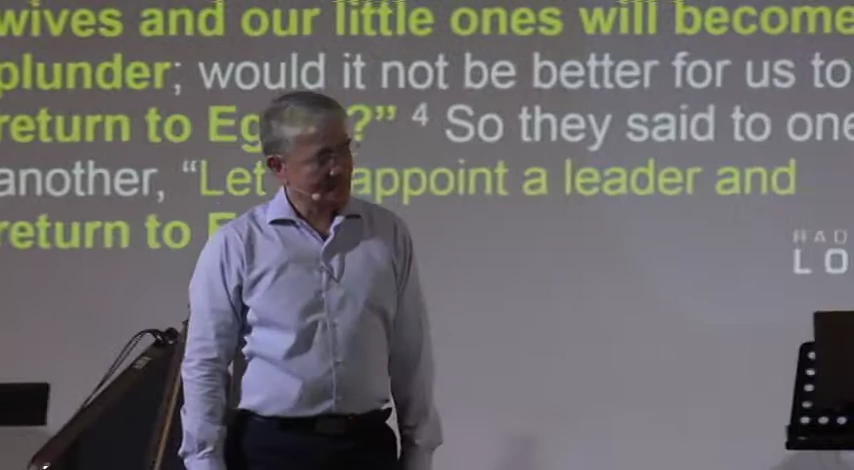 wives and our little ones will become
plunder; would it not be better for us to
return to Eg ?” ⁴ So they said to one
another, “Let appoint a leader and
return to E
RAD
LO